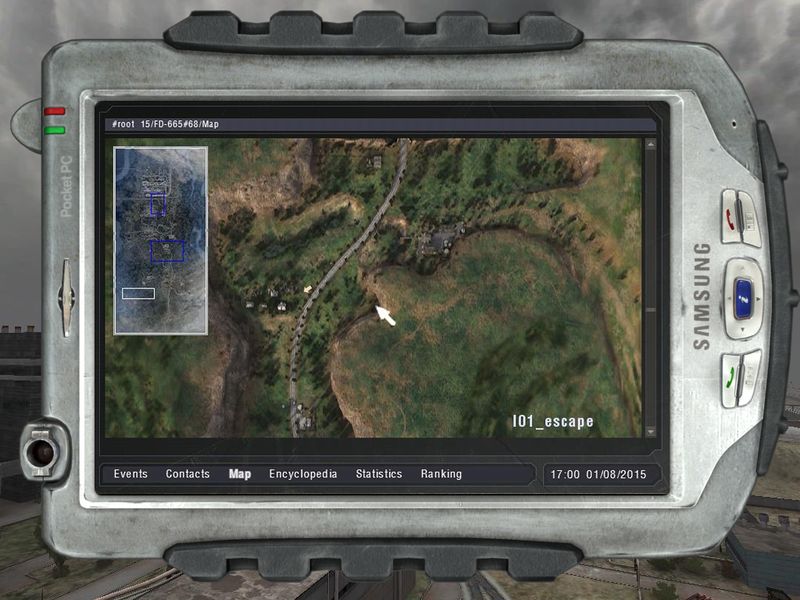 #root 15/FD-665#68/Map
Pocket PC
SAMSUNG
i
l01_escape
Events Contacts Map Encyclopedia Statistics Ranking
17:00 01/08/2015